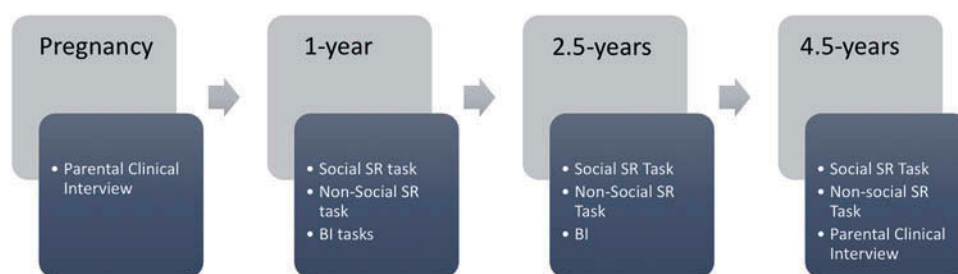 Pregnancy
• Parental Clinical
Interview
1-year
• Social SR task
• Non-Social SR
task
• BI tasks
2.5-years
• Social SR Task
• Non-Social SR
Task
• BI
4.5-years
• Social SR Task
• Non-social SR
Task
• Parental Clinical
Interview